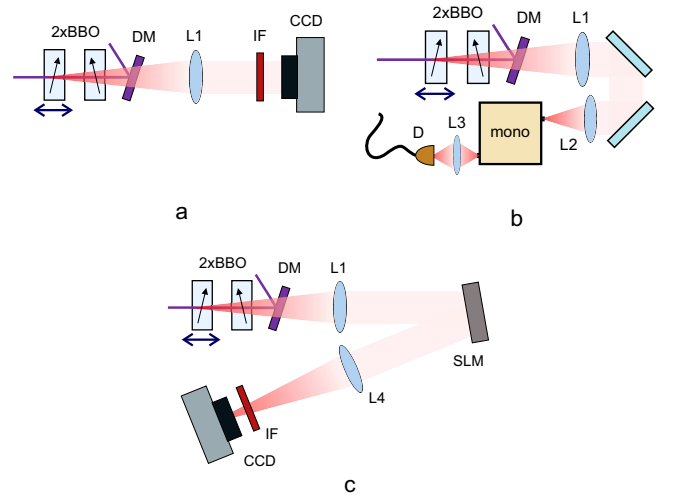 2xBBO
DM
L1
IF
CCD
a
2xBBO
DM
L1
D
L3
mono
L2
b
2xBBO
DM
L1
SLM
L4
IF
CCD
c